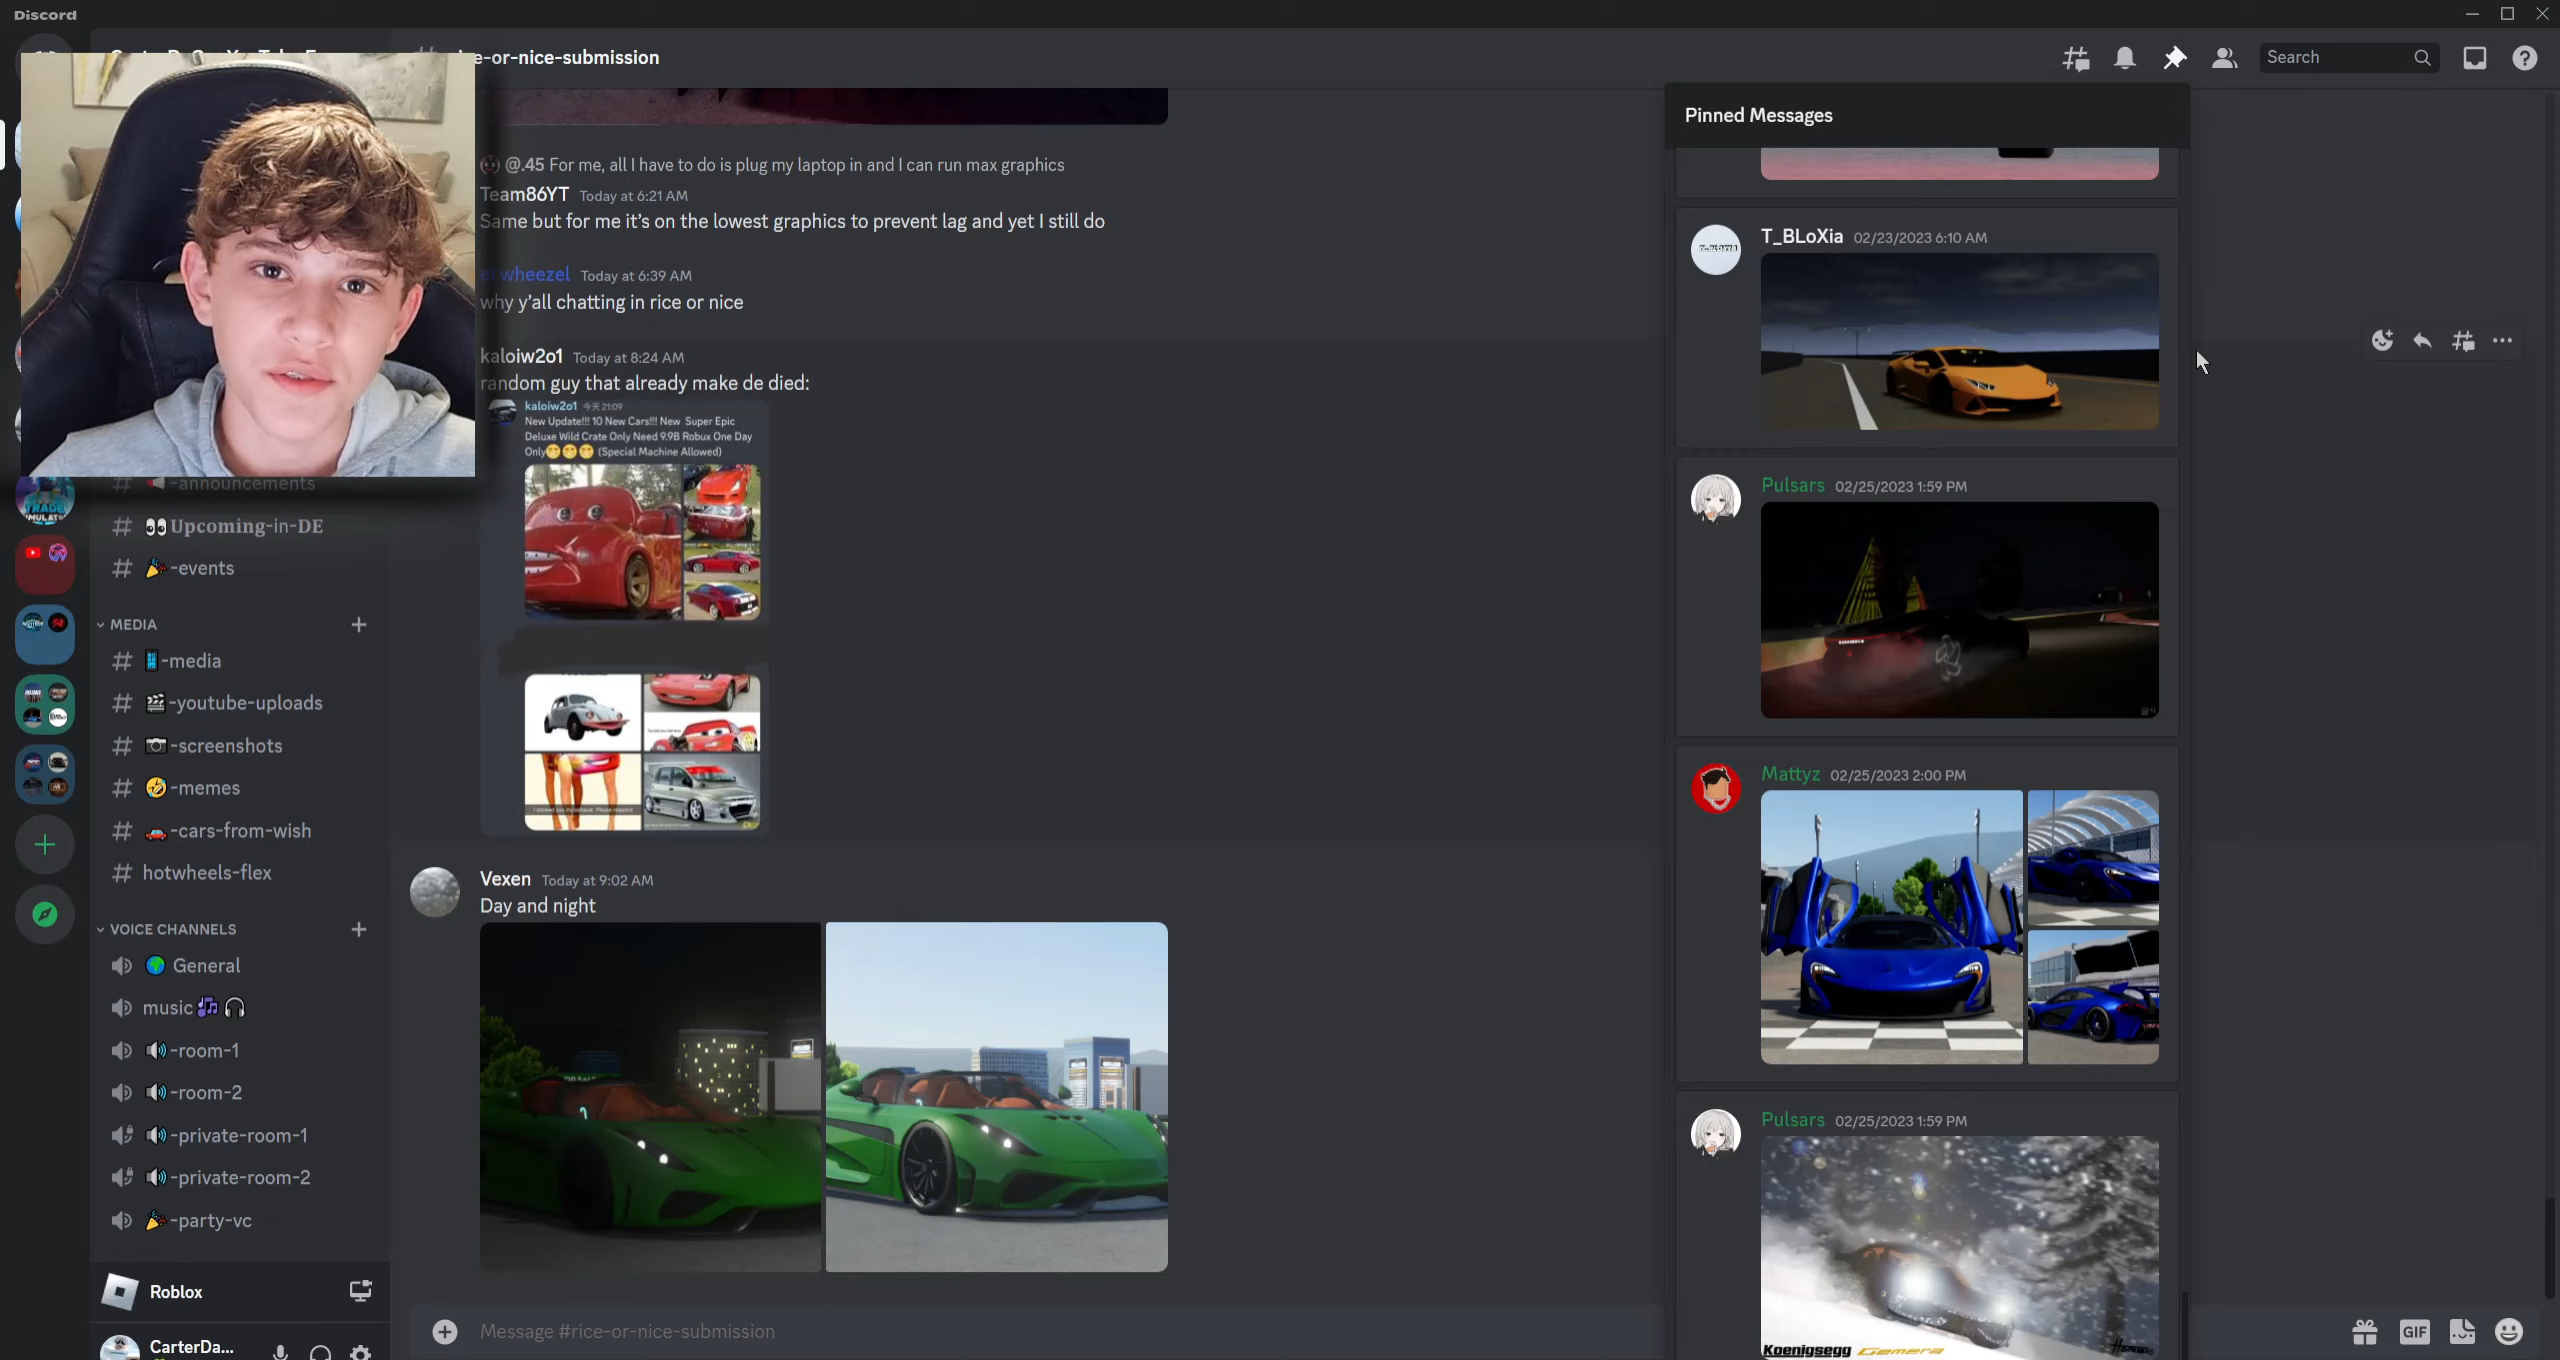 Discord
e-or-nice-submission
Search
@.45 For me, all I have to do is plug my laptop in and I can run max graphics
Team86YT Today at 6:21 AM
Same but for me it's on the lowest graphics to prevent lag and yet I still do
wheezel Today at 6:39 AM
why y'all chatting in rice or nice
kaloiw2o1 Today at 8:24 AM
random guy that already make de died:
kaloiw2o1 今天 21:09
New Update!!! 10 New Cars!!! New Super Epic
Deluxe Wild Crate Only Need 9.9B Robux One Day
Only😁😁😁 (Special Machine Allowed)
Vexen Today at 9:02 AM
Day and night
Message #rice-or-nice-submission
GIF
Pinned Messages
T_BLoXia 02/23/2023 6:10 AM
Pulsars 02/25/2023 1:59 PM
Mattyz 02/25/2023 2:00 PM
Pulsars 02/25/2023 1:59 PM
Koenigsegg Gemera
# 📢-announcements
# 👀Upcoming-in-DE
# 🎉-events
MEDIA
# 📱-media
# 🎬-youtube-uploads
# 📷-screenshots
# 🤣-memes
# 🚗-cars-from-wish
# hotwheels-flex
VOICE CHANNELS
🌍 General
music🎶🎧
🔊-room-1
🔊-room-2
🔊-private-room-1
🔊-private-room-2
🎉-party-vc
Roblox
CarterDa...